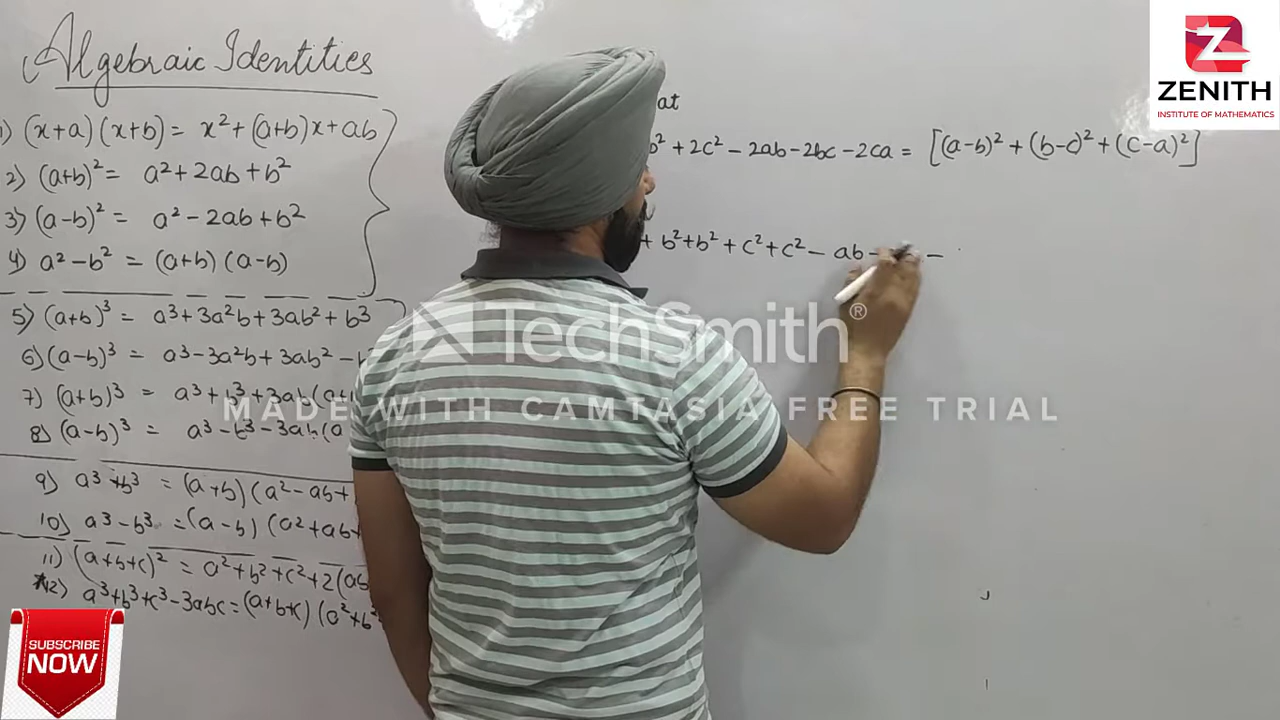 Algebraic Identities
1) (x+a) (x+b) = x² + (a+b)x + ab
2) (a+b)² = a² + 2ab + b²
3) (a-b)² = a² - 2ab + b²
4) a² - b² = (a+b) (a-b)
5) (a+b)³ = a³ + 3a²b + 3ab² + b³
6) (a-b)³ = a³ - 3a²b + 3ab² -
7) (a+b)³ = a³ + b³ + 3ab(a+
8) (a-b)³ = a³ - b³ - 3ab(a
9) a³ + b³ = (a+b) (a² - ab +
10) a³ - b³ = (a-b) (a² + ab +
11) (a+b+c)² = a² + b² + c² + 2(ab
12) a³ + b³ + c³ - 3abc = (a+b+c) (a² + b²
at
b² + 2c² - 2ab - 2bc - 2ca = [(a-b)² + (b-c)² + (c-a)²]
+ b² + b² + c² + c² - ab - -
Z
ZENITH
INSTITUTE OF MATHEMATICS
TechSmith®
MADE WITH CAMTASIA FREE TRIAL
SUBSCRIBE
NOW